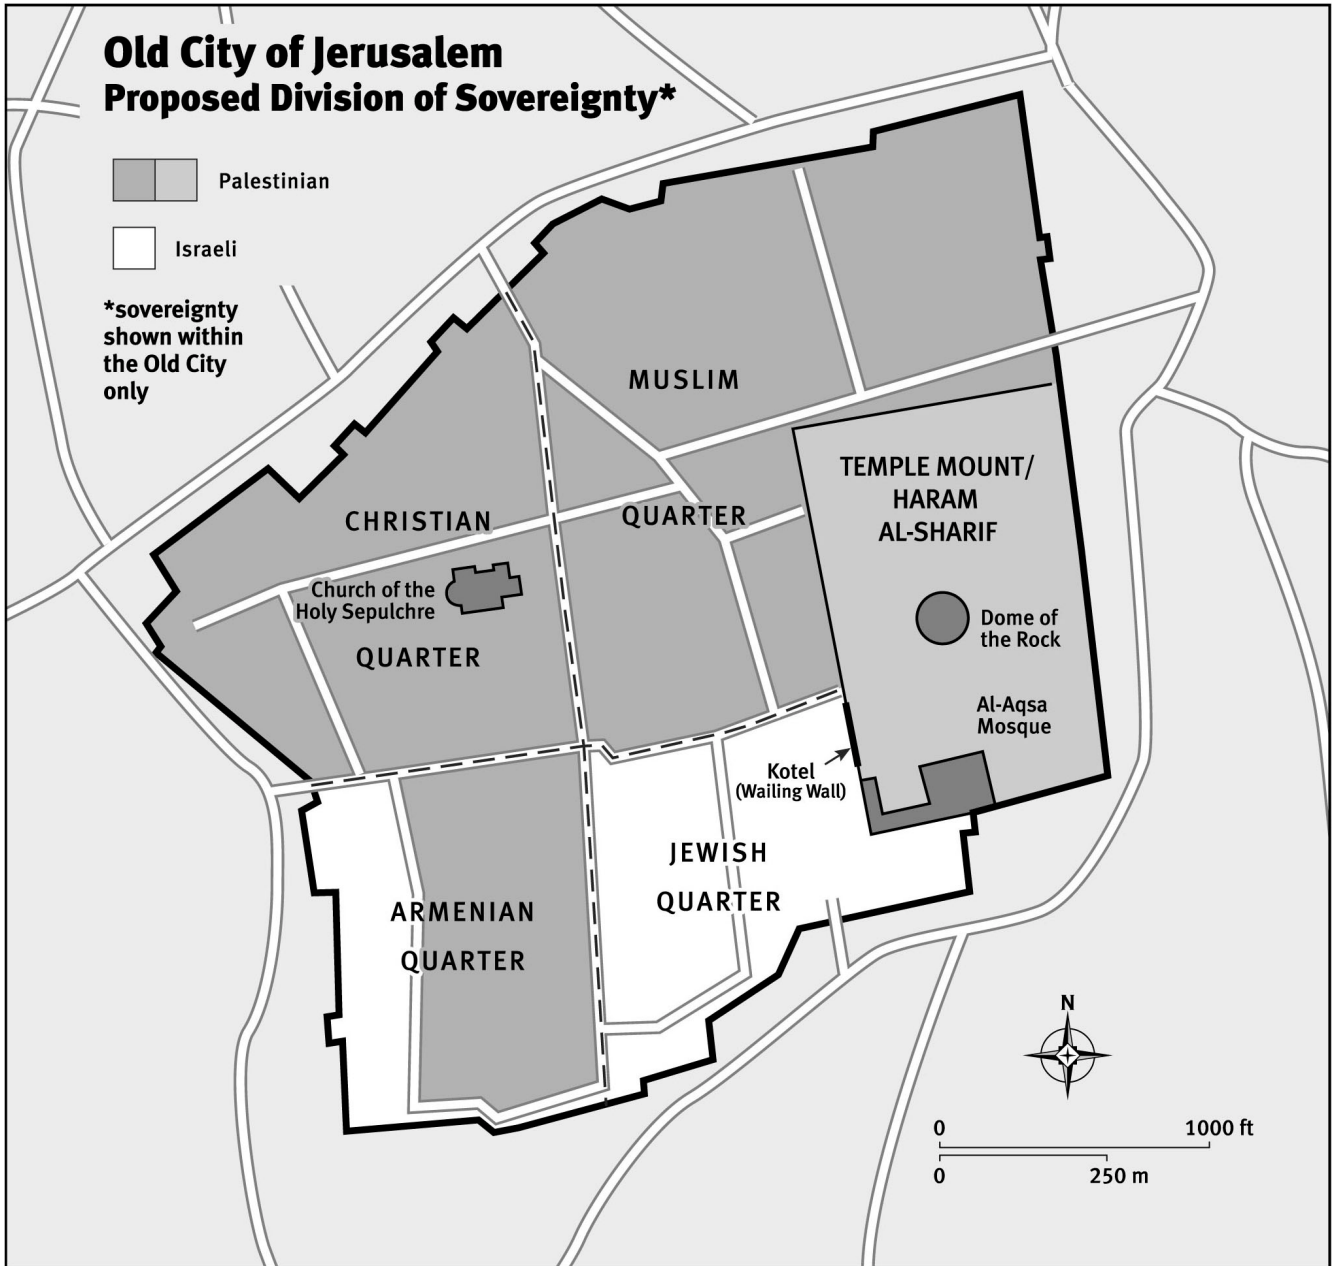 Old City of Jerusalem
Proposed Division of Sovereignty*
Palestinian
Israeli
*sovereignty
shown within
the Old City
only
MUSLIM
QUARTER
TEMPLE MOUNT/
HARAM
AL-SHARIF
CHRISTIAN
QUARTER
Church of the
Holy Sepulchre
Dome of
the Rock
Al-Aqsa
Mosque
Kotel
(Wailing Wall)
JEWISH
QUARTER
ARMENIAN
QUARTER
N
0 1000 ft
0 250 m